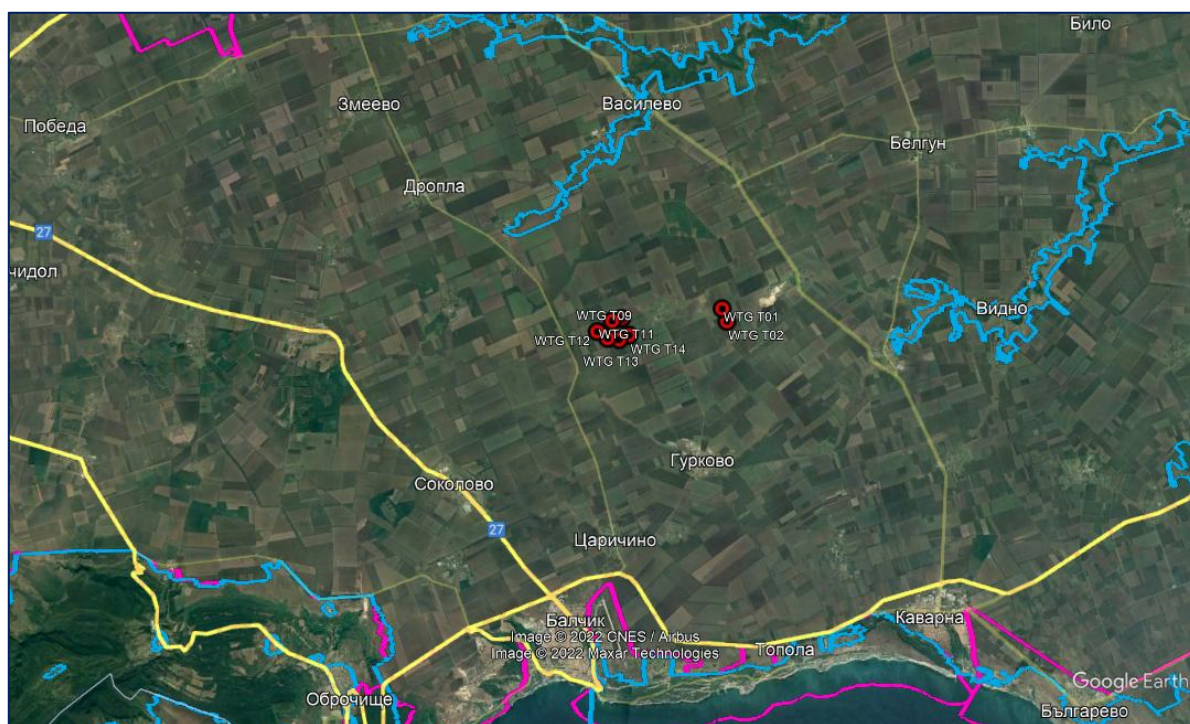 Било
Змеево
Василево
Победа
Белгун
Дропла
27
чидол
Видно
WTG T09
WTG T01
WTG T11
WTG T02
WTG T12
WTG T14
WTG T13
Гурково
Соколово
27
Царичино
Балчик
Каварна
Image © 2022 CNES / Airbus
Image © 2022 Maxar Technologies
Топола
Google Earth
Оброчище
Българево